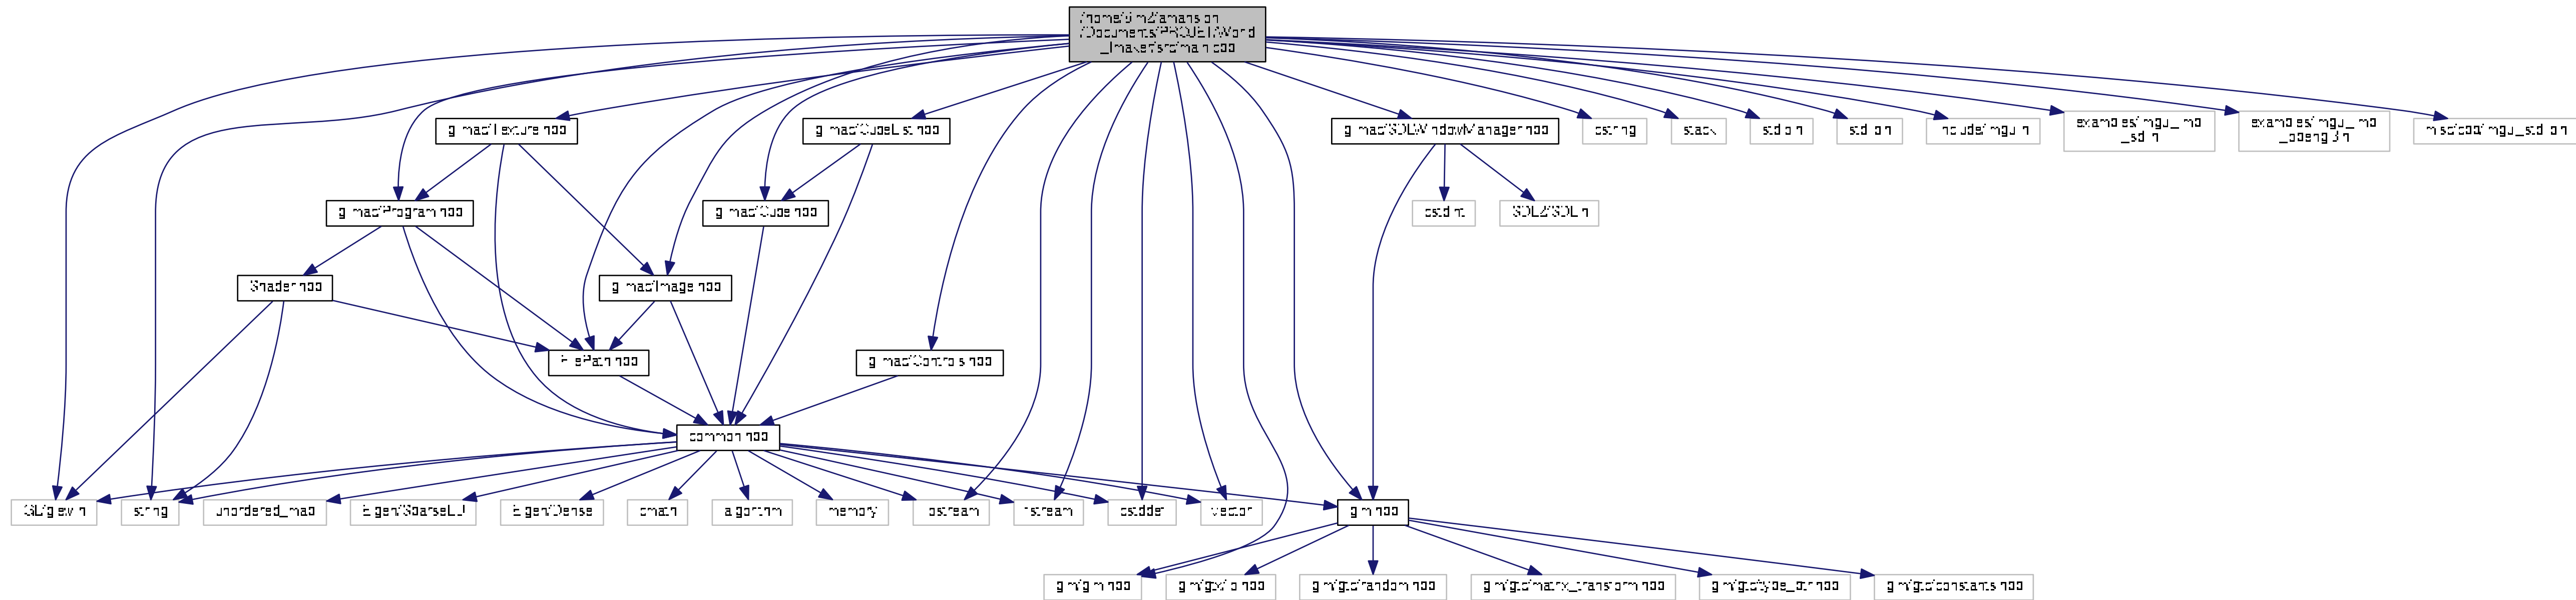 /home/6im2/amansion
/Documents/PROJET/World
_Imaker/src/main.cpp
glimac/Texture.hpp
glimac/CubeList.hpp
glimac/SDLWindowManager.hpp
cstring
stack
stdio.h
stdlib.h
include/imgui.h
examples/imgui_impl
_sdl.h
examples/imgui_impl
_opengl3.h
misc/cpp/imgui_stdlib.h
glimac/Program.hpp
glimac/Cube.hpp
cstdint
SDL2/SDL.h
Shader.hpp
glimac/Image.hpp
FilePath.hpp
glimac/Controls.hpp
common.hpp
GL/glew.h
string
unordered_map
Eigen/SparseLU
Eigen/Dense
cmath
algorithm
memory
iostream
fstream
cstddef
vector
glm.hpp
glm/glm.hpp
glm/gtx/io.hpp
glm/gtc/random.hpp
glm/gtc/matrix_transform.hpp
glm/gtc/type_ptr.hpp
glm/gtc/constants.hpp